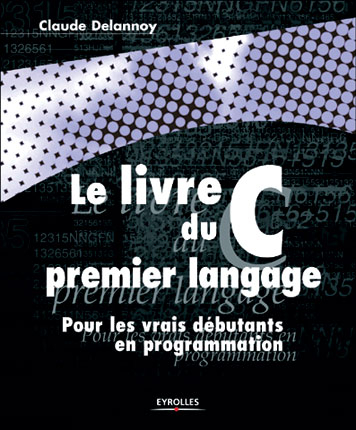 Claude Delannoy
Le livre
du C
premier langage
Pour les vrais débutants
en programmation
EYROLLES